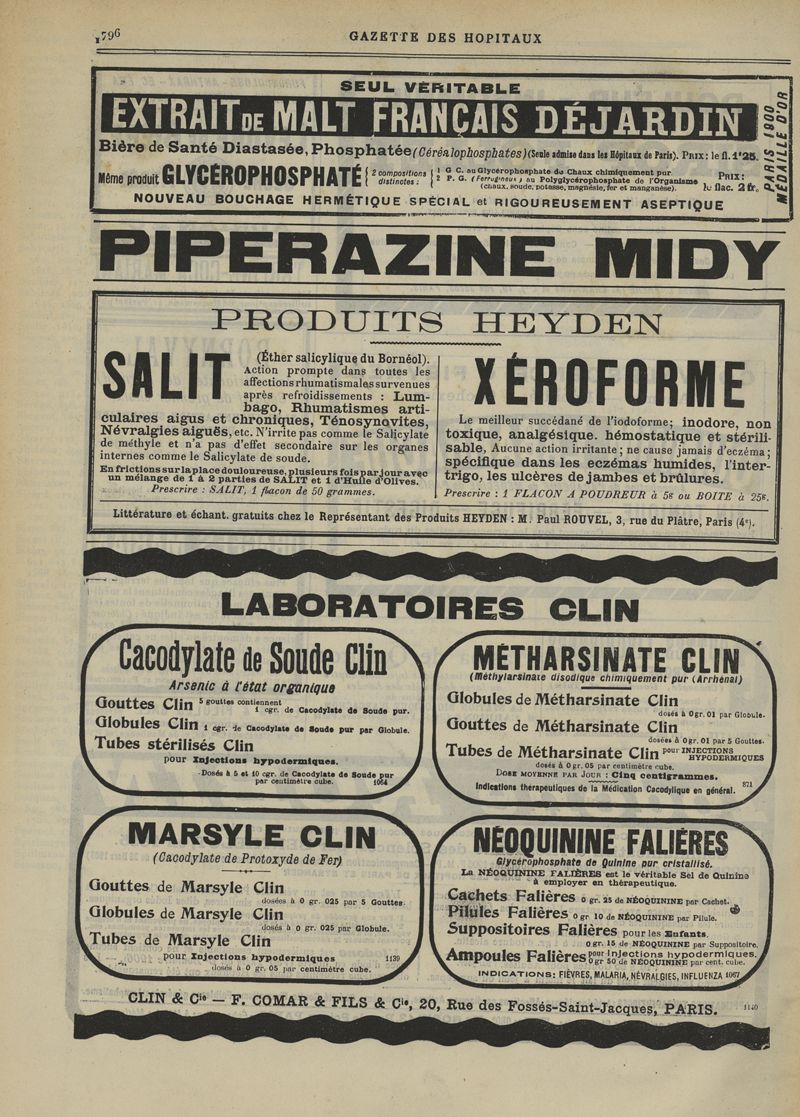 1796
GAZETTE DES HOPITAUX
SEUL VÉRITABLE
EXTRAIT DE MALT FRANÇAIS DÉJARDIN
Bière de Santé Diastasée, Phosphatée (Céréalophosphates) (Seule admise dans les Hôpitaux de Paris). PRIX: le fl. 1f25.
Même produit GLYCÉROPHOSPHATÉ { 2 compositions distinctes : {
1 G C. au Glycérophosphate de Chaux chimiquement pur
2 P. G. (Ferrugineux) au Polyglycérophosphate de l'Organisme
(chaux, soude, potasse, magnésie, fer et manganèse).
PRIX: le flac. 2 fr.
NOUVEAU BOUCHAGE HERMÉTIQUE SPÉCIAL et RIGOUREUSEMENT ASEPTIQUE
PARIS 1900
MÉDAILLE D'OR
PIPERAZINE MIDY
PRODUITS HEYDEN
SALIT
(Éther salicylique du Bornéol).
Action prompte dans toutes les
affections rhumatismales survenues
après refroidissements : Lum-
bago, Rhumatismes arti-
culaires aigus et chroniques, Ténosynovites,
Névralgies aiguës, etc. N'irrite pas comme le Salicylate
de méthyle et n'a pas d'effet secondaire sur les organes
internes comme le Salicylate de soude.
En frictions sur la place douloureuse, plusieurs fois par jour avec
un mélange de 1 à 2 parties de SALIT et 1 d'Huile d'Olives.
Prescrire : SALIT, 1 flacon de 50 grammes.
XÉROFORME
Le meilleur succédané de l'iodoforme; inodore, non
toxique, analgésique. hémostatique et stérili-
sable, Aucune action irritante ; ne cause jamais d'eczéma;
spécifique dans les eczémas humides, l'inter-
trigo, les ulcères de jambes et brûlures.
Prescrire : 1 FLACON A POUDREUR à 5g ou BOITE à 25g.
Littérature et échant. gratuits chez le Représentant des Produits HEYDEN : M. Paul ROUVEL, 3, rue du Plâtre, Paris (4e).
LABORATOIRES CLIN
Cacodylate de Soude Clin
Arsenic à l'état organique
Gouttes Clin 5 gouttes contiennent
1 cgr. de Cacodylate de Soude pur.
Globules Clin 1 cgr. de Cacodylate de Soude pur par Globule.
Tubes stérilisés Clin
pour Injections hypodermiques.
Dosés à 5 et 10 cgr. de Cacodylate de Soude pur
par centimètre cube. 1064
MÉTHARSINATE CLIN
(Méthylarsinate disodique chimiquement pur (Arrhénal)
Globules de Métharsinate Clin
dosés à 0gr. 01 par Globule.
Gouttes de Métharsinate Clin
dosées à 0gr. 01 par 5 Gouttes.
Tubes de Métharsinate Clin pour INJECTIONS
HYPODERMIQUES
dosés à 0 gr. 05 par centimètre cube.
DOSE MOYENNE PAR JOUR : Cinq centigrammes.
Indications thérapeutiques de la Médication Cacodylique en général. 871
MARSYLE CLIN
(Cacodylate de Protoxyde de Fer)
Gouttes de Marsyle Clin
dosées à 0 gr. 025 par 5 Gouttes
Globules de Marsyle Clin
dosés à 0 gr. 025 par Globule.
Tubes de Marsyle Clin
pour Injections hypodermiques 1139
dosés à 0 gr. 05 par centimètre cube.
NÉOQUININE FALIÈRES
Glycérophosphate de Quinine pur cristallisé.
La NÉOQUININE FALIÈRES est le véritable Sel de Quinine
à employer en thérapeutique.
Cachets Falières 0 gr. 25 de NÉOQUININE par Cachet.
Pilules Falières 0 gr. 10 de NÉOQUININE par Pilule.
Suppositoires Falières pour les Enfants.
0 gr. 15 de NÉOQUININE par Suppositoire.
Ampoules Falières pour Injections hypodermiques.
0 gr 50 de NÉOQUININE par cent. cube.
INDICATIONS: FIÈVRES, MALARIA, NÉVRALGIES, INFLUENZA 1067
CLIN & Cie — F. COMAR & FILS & Cie, 20, Rue des Fossés-Saint-Jacques, PARIS. 1140